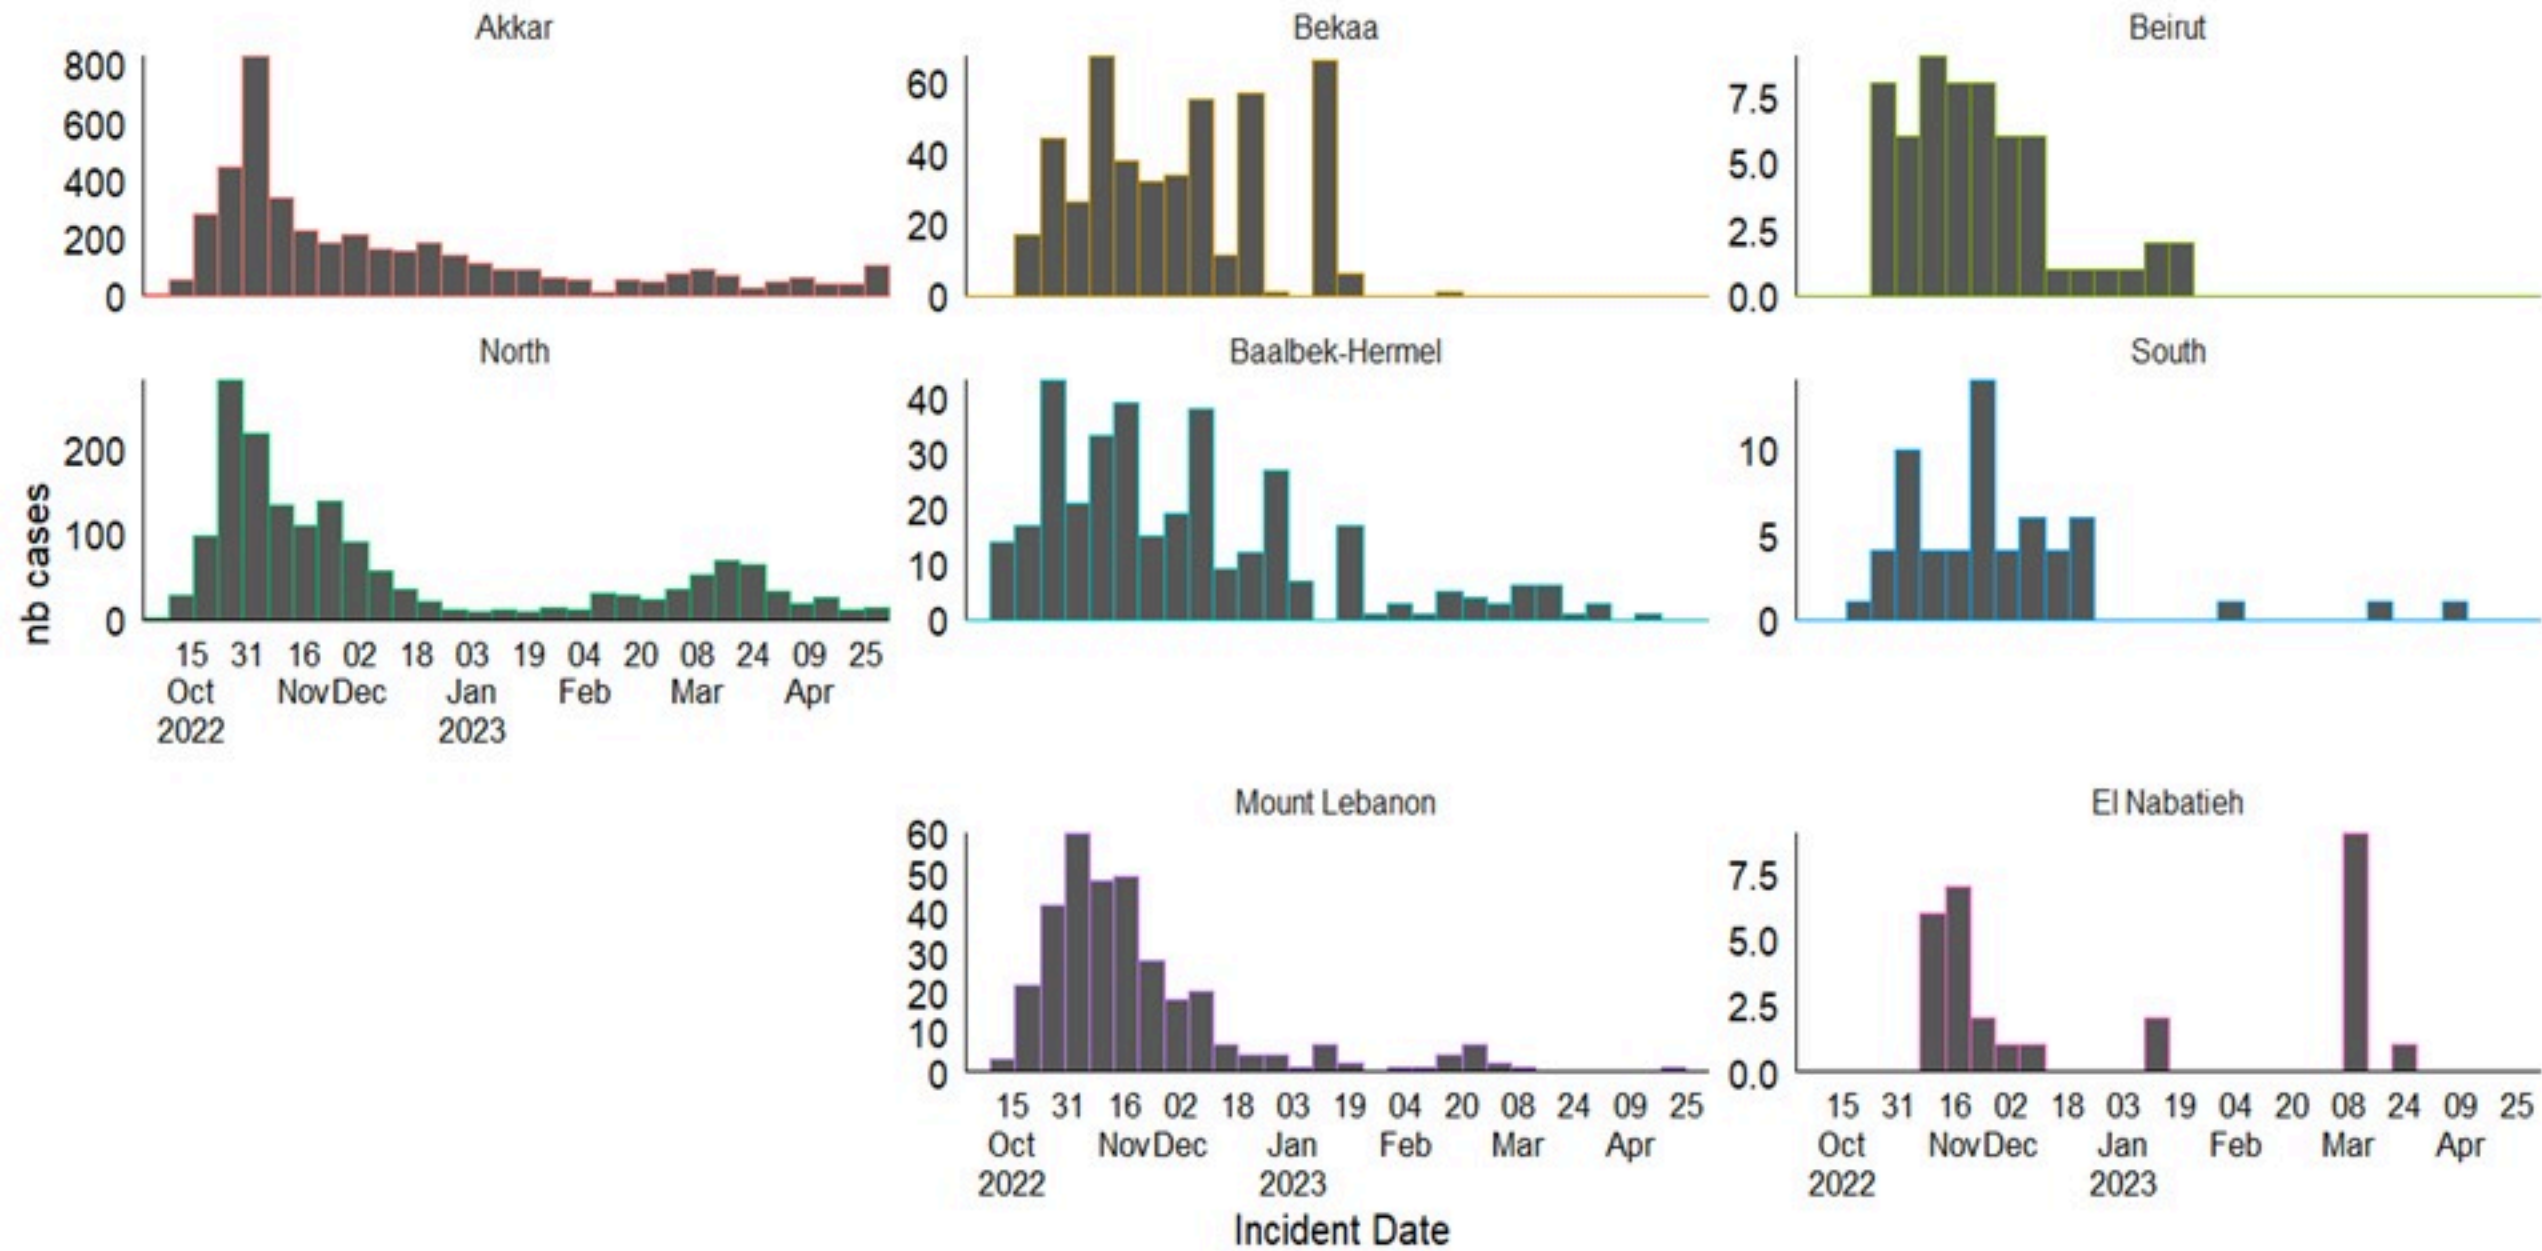 Akkar
Bekaa
Beirut
800
600
400
200
0
60
40
20
0
7.5
5.0
2.5
0.0
North
Baalbek-Hermel
South
nb cases
200
100
0
40
30
20
10
0
10
5
0
15 31 16 02 18 03 19 04 20 08 24 09 25
Oct Nov Dec Jan Feb Mar Apr
2022 2023
Mount Lebanon
El Nabatieh
60
50
40
30
20
10
0
7.5
5.0
2.5
0.0
15 31 16 02 18 03 19 04 20 08 24 09 25
Oct Nov Dec Jan Feb Mar Apr
2022 2023
15 31 16 02 18 03 19 04 20 08 24 09 25
Oct Nov Dec Jan Feb Mar Apr
2022 2023
Incident Date